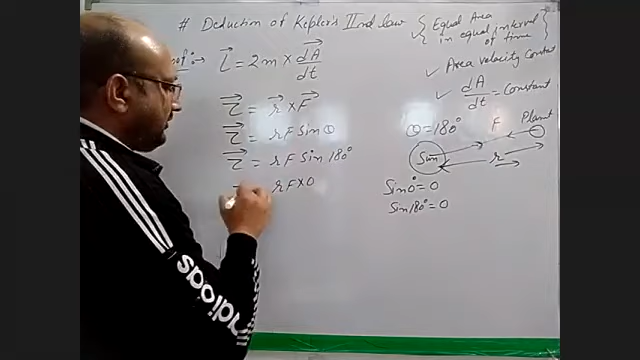 # Deduction of Kepler's IInd law { Equal Area in equal interval of time }
L = 2m × dA/dt
✓ Area velocity constant
✓ dA/dt = Constant
τ = r × F
τ = r F Sin θ
τ = r F Sin 180°
r F × 0
θ = 180°
F Planet
Sun
r
Sin 0° = 0
Sin 180° = 0
adidas